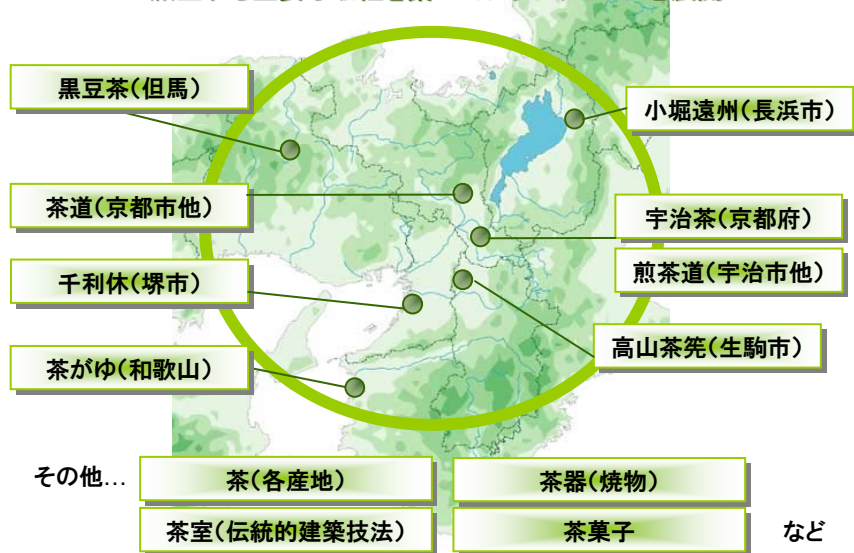 黒豆茶(但馬)
小堀遠州(長浜市)
茶道(京都市他)
宇治茶(京都府)
煎茶道(宇治市他)
千利休(堺市)
高山茶筅(生駒市)
茶がゆ(和歌山)
その他…
茶(各産地)
茶器(焼物)
茶室(伝統的建築技法)
茶菓子
など